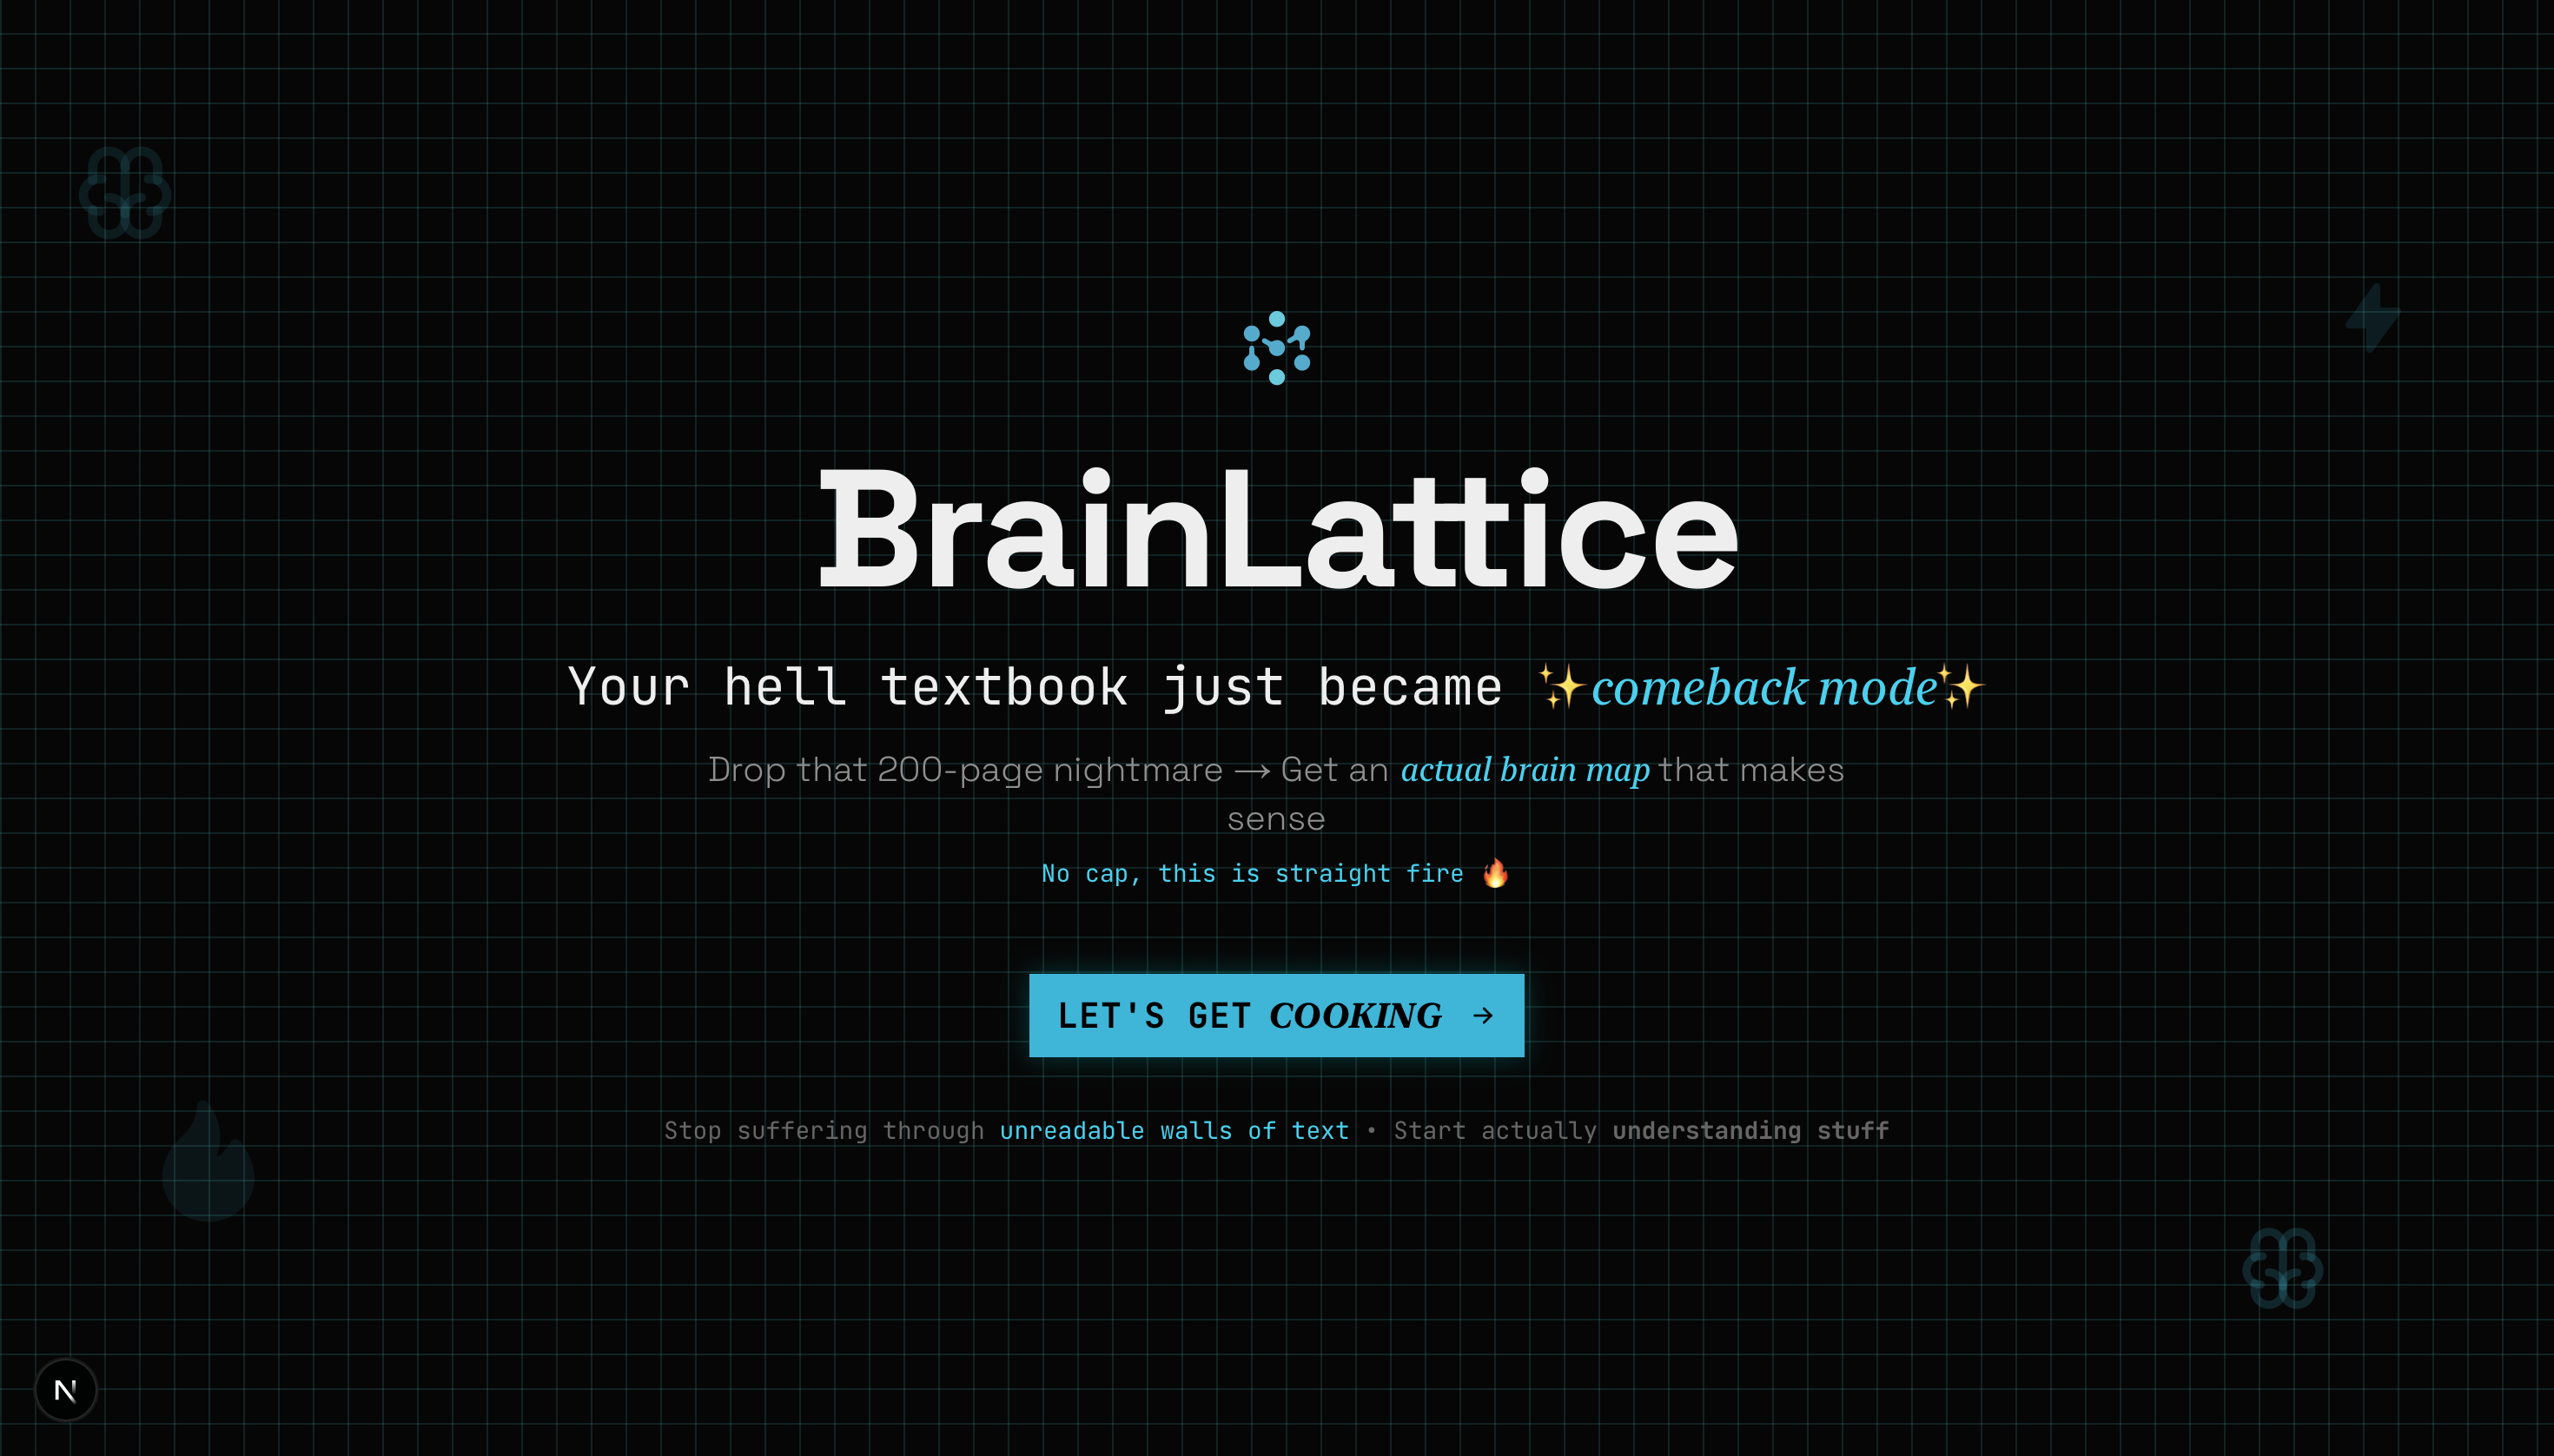 BrainLattice
Your hell textbook just became ✨comeback mode✨
Drop that 200-page nightmare → Get an actual brain map that makes
sense
No cap, this is straight fire 🔥
LET'S GET COOKING →
Stop suffering through unreadable walls of text • Start actually understanding stuff
N